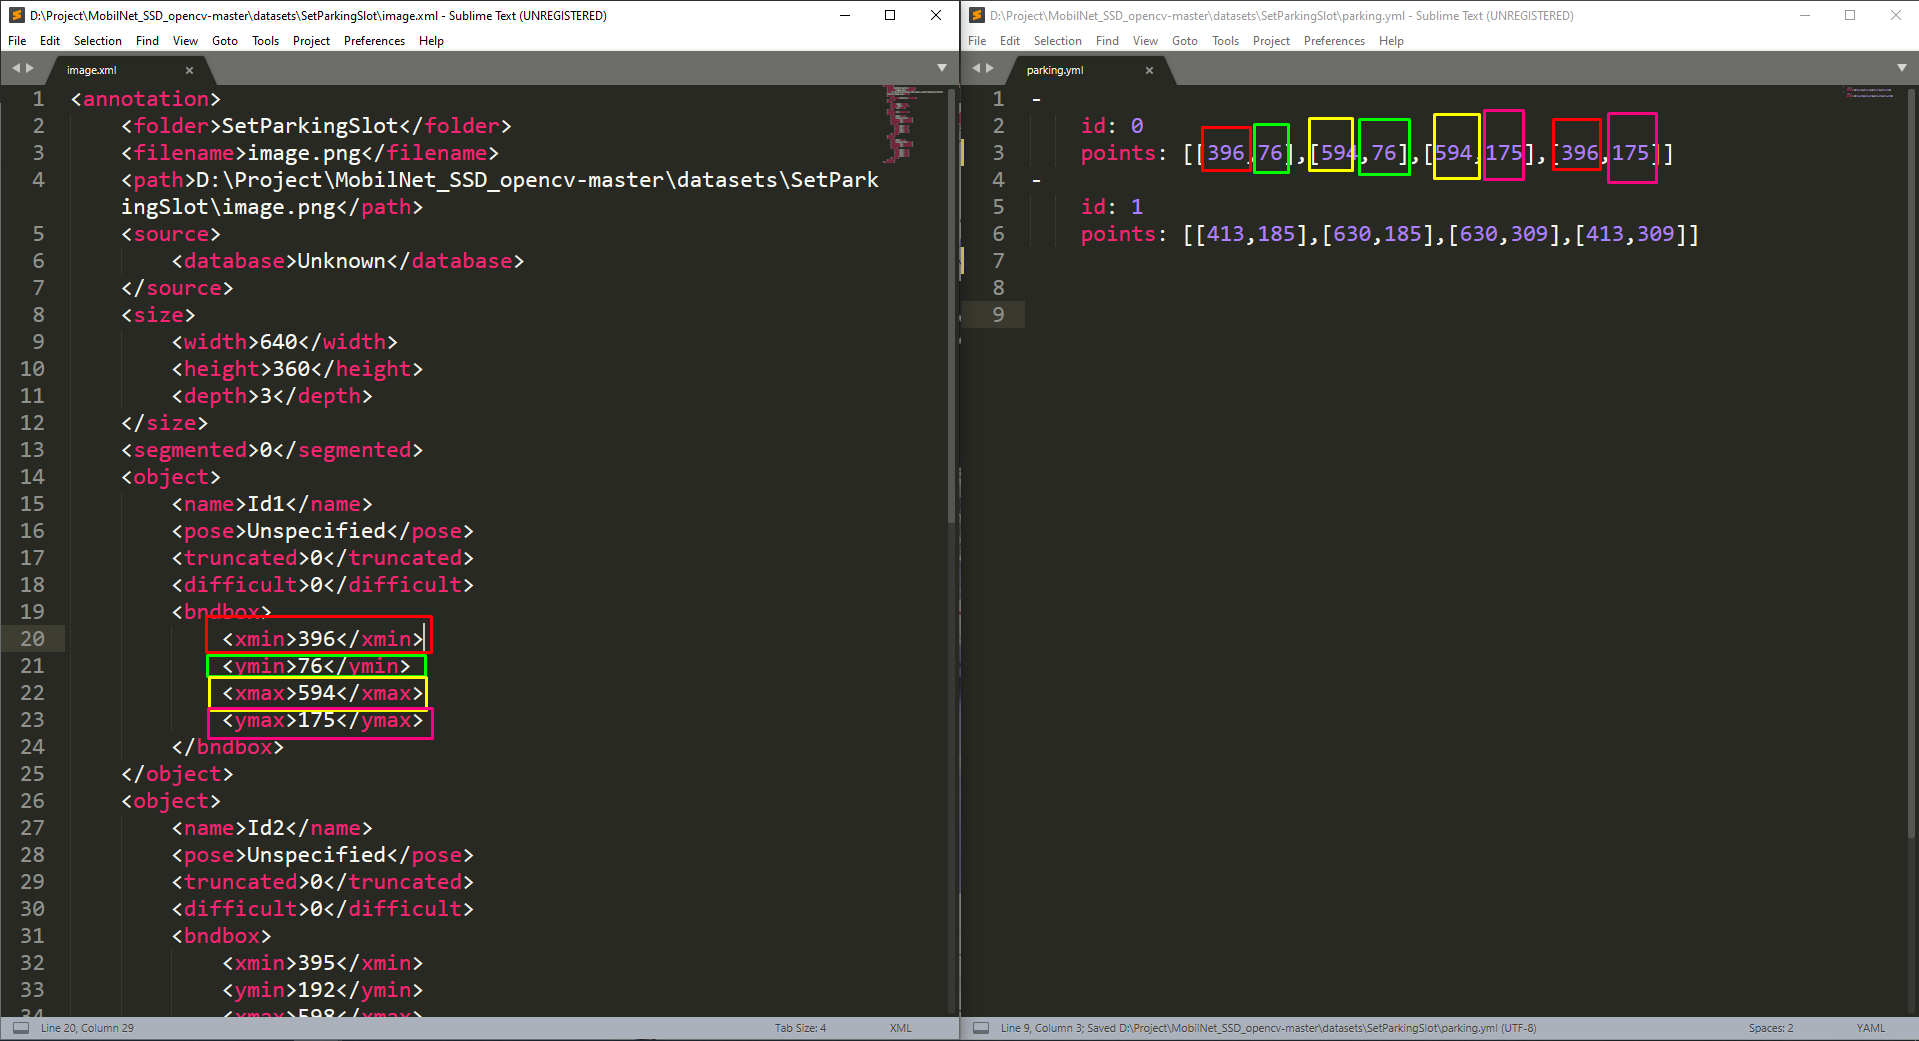 D:\Project\MobilNet_SSD_opencv-master\datasets\SetParkingSlot\image.xml - Sublime Text (UNREGISTERED)
File Edit Selection Find View Goto Tools Project Preferences Help
image.xml
1 <annotation>
2 <folder>SetParkingSlot</folder>
3 <filename>image.png</filename>
4 <path>D:\Project\MobilNet_SSD_opencv-master\datasets\SetPark
ingSlot\image.png</path>
5 <source>
6 <database>Unknown</database>
7 </source>
8 <size>
9 <width>640</width>
10 <height>360</height>
11 <depth>3</depth>
12 </size>
13 <segmented>0</segmented>
14 <object>
15 <name>Id1</name>
16 <pose>Unspecified</pose>
17 <truncated>0</truncated>
18 <difficult>0</difficult>
19 <bndbox>
20 <xmin>396</xmin>
21 <ymin>76</ymin>
22 <xmax>594</xmax>
23 <ymax>175</ymax>
24 </bndbox>
25 </object>
26 <object>
27 <name>Id2</name>
28 <pose>Unspecified</pose>
29 <truncated>0</truncated>
30 <difficult>0</difficult>
31 <bndbox>
32 <xmin>395</xmin>
33 <ymin>192</ymin>
34 <xmax>598</xmax>
Line 20, Column 29 Tab Size: 4 XML
D:\Project\MobilNet_SSD_opencv-master\datasets\SetParkingSlot\parking.yml - Sublime Text (UNREGISTERED)
File Edit Selection Find View Goto Tools Project Preferences Help
parking.yml
1 -
2 id: 0
3 points: [[396,76],[594,76],[594,175],[396,175]]
4 -
5 id: 1
6 points: [[413,185],[630,185],[630,309],[413,309]]
7
8
9
Line 9, Column 3; Saved D:\Project\MobilNet_SSD_opencv-master\datasets\SetParkingSlot\parking.yml (UTF-8) Spaces: 2 YAML